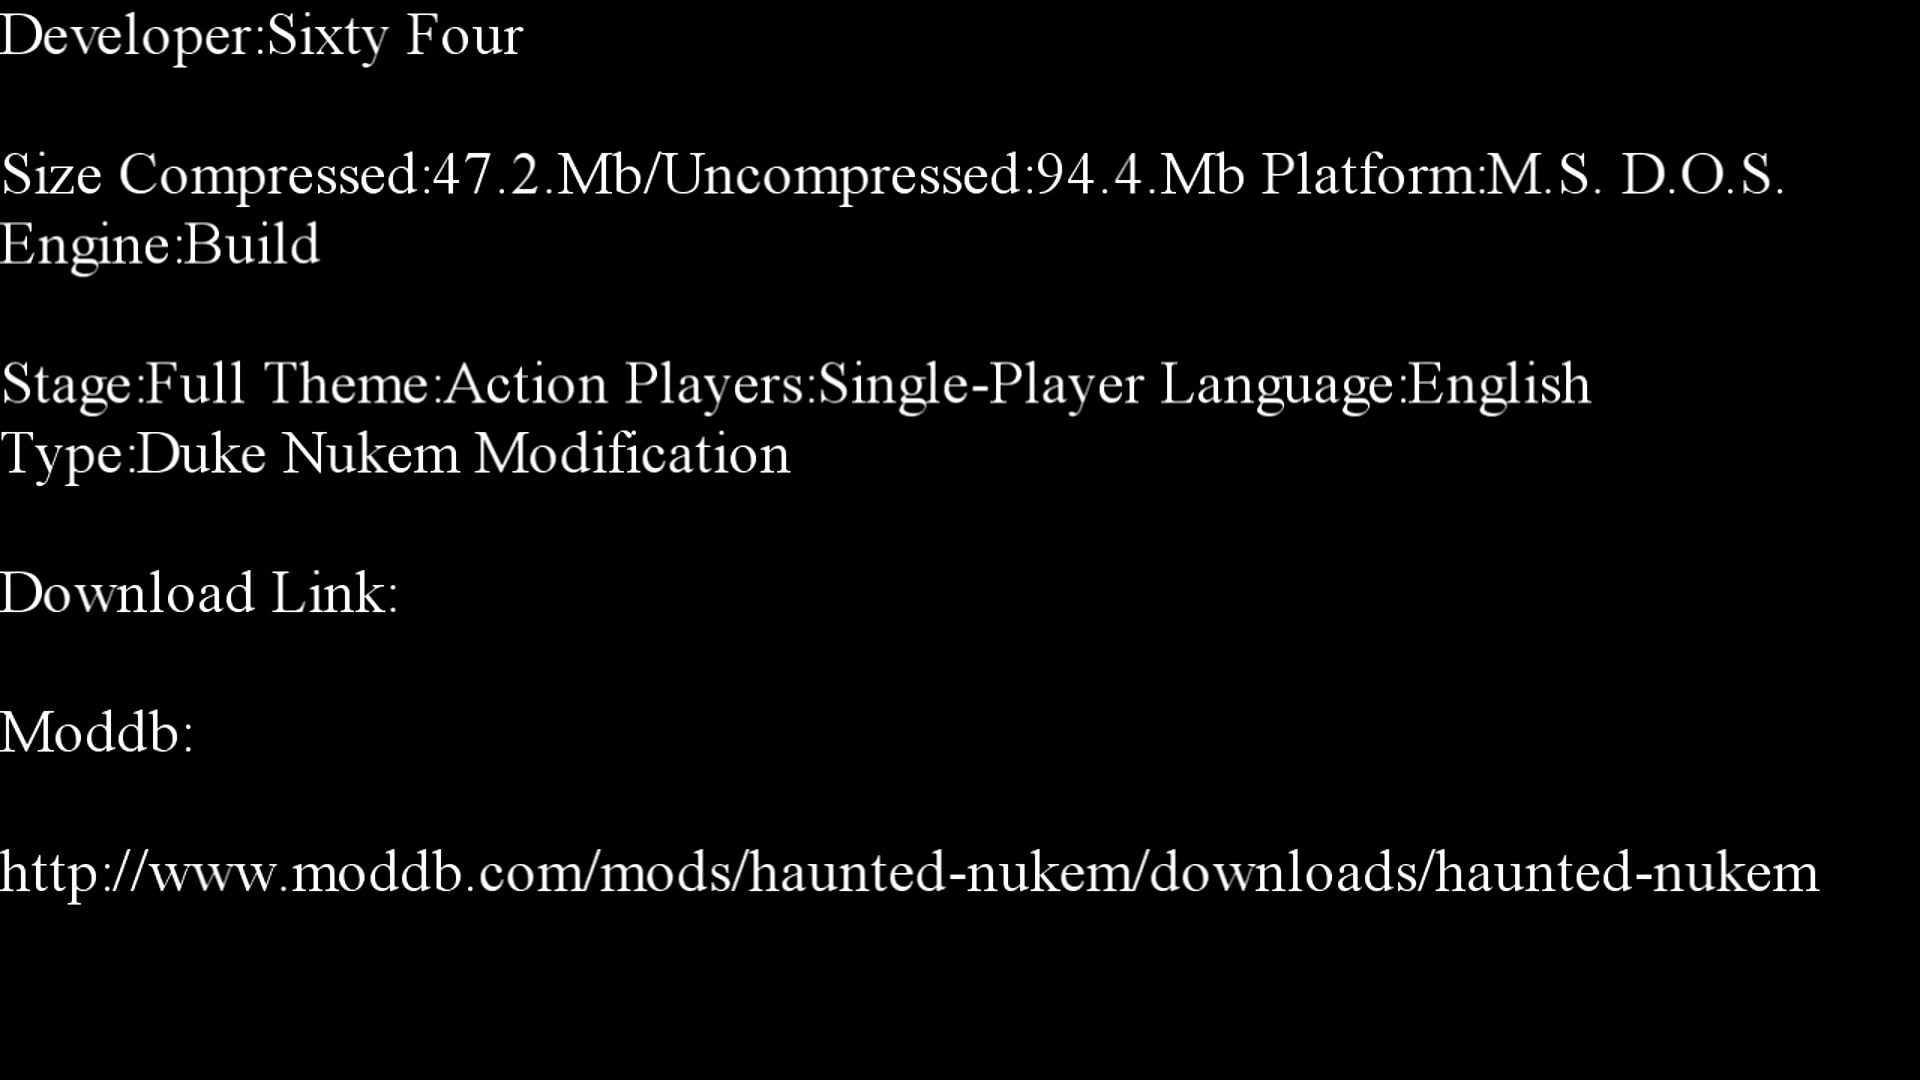 Developer:Sixty Four
Size Compressed:47.2.Mb/Uncompressed:94.4.Mb Platform:M.S. D.O.S.
Engine:Build
Stage:Full Theme:Action Players:Single-Player Language:English
Type:Duke Nukem Modification
Download Link:
Moddb:
http://www.moddb.com/mods/haunted-nukem/downloads/haunted-nukem